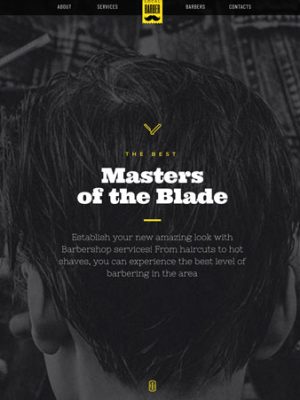 ABOUT SERVICES BARBER BARBERS CONTACTS
THE BEST
Masters
of the Blade
Establish your new amazing look with
Barbershop services! From haircuts to hot
shaves, you can experience the best level of
barbering in the area